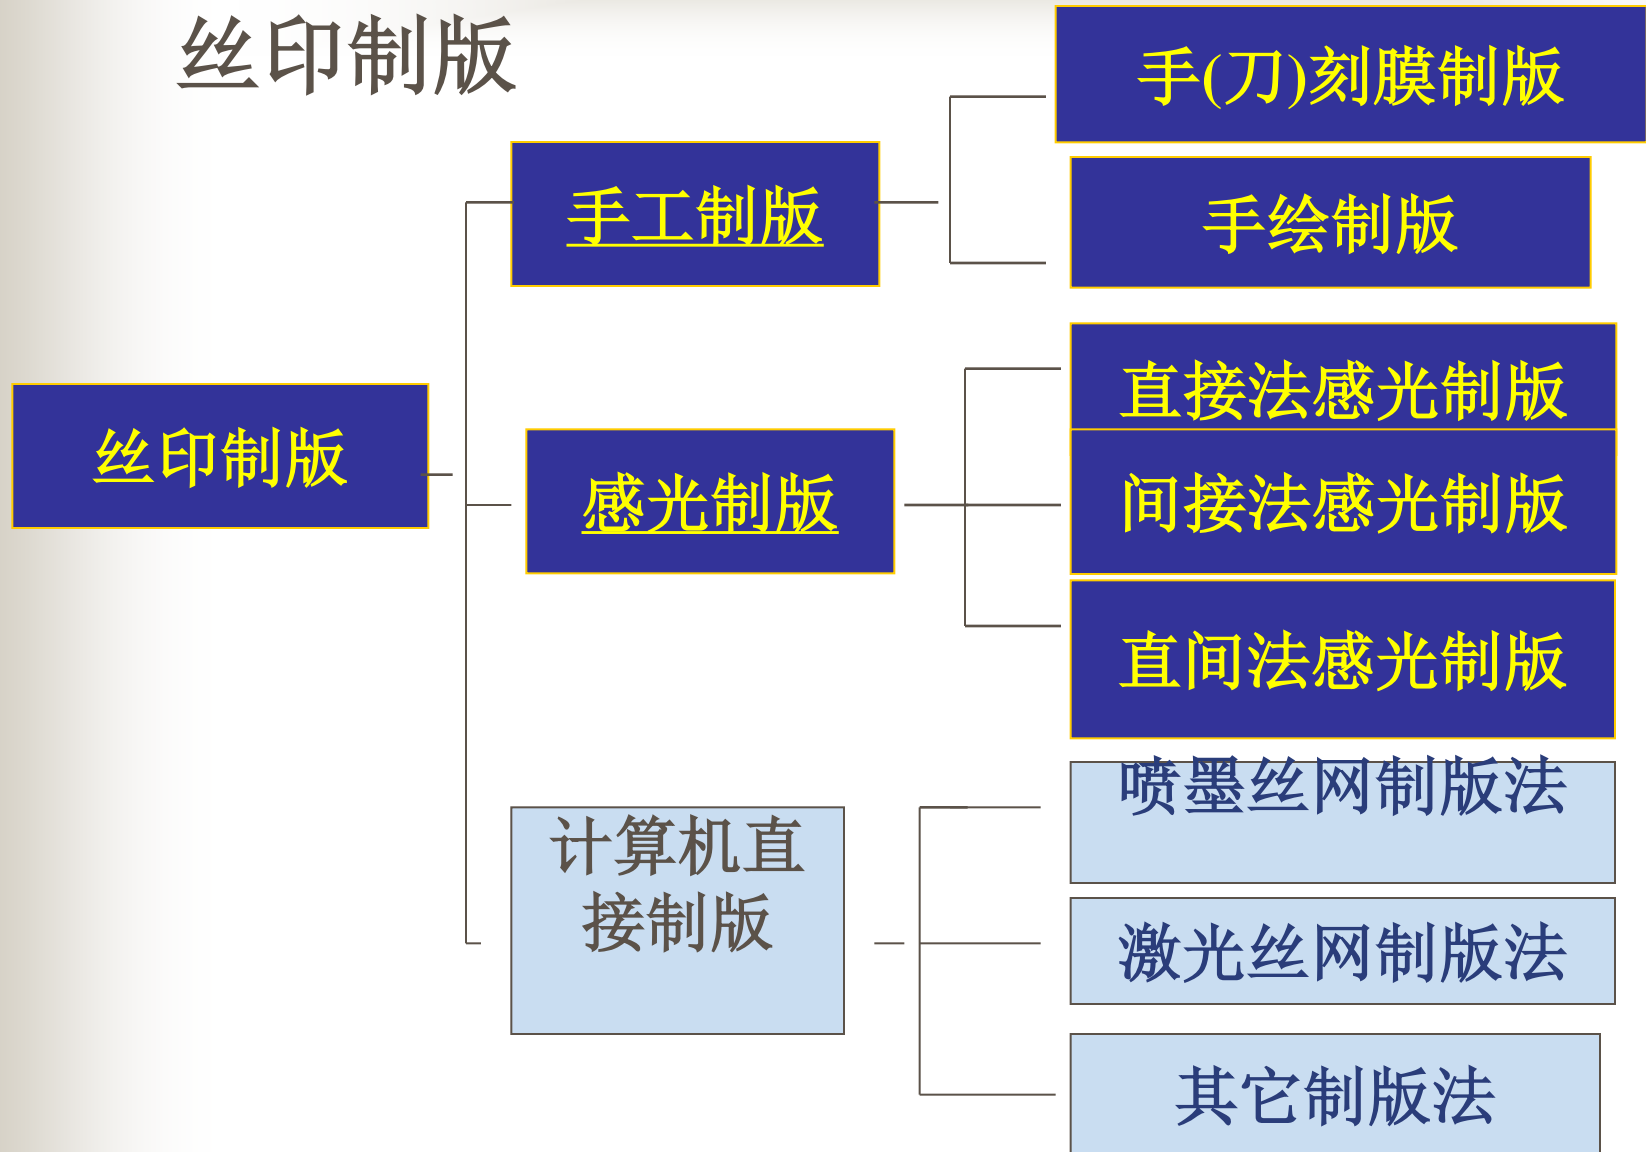 丝印制版
手(刀)刻膜制版
手工制版
手绘制版
直接法感光制版
丝印制版
感光制版
间接法感光制版
直间法感光制版
喷墨丝网制版法
计算机直
接制版
激光丝网制版法
其它制版法